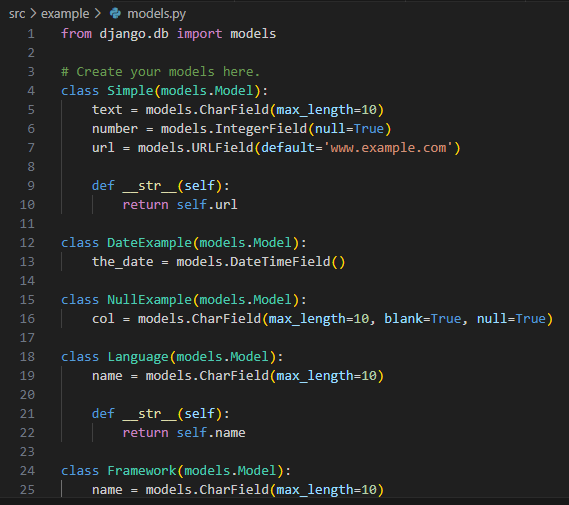 src > example > models.py
1 from django.db import models
2
3 # Create your models here.
4 class Simple(models.Model):
5     text = models.CharField(max_length=10)
6     number = models.IntegerField(null=True)
7     url = models.URLField(default='www.example.com')
8
9     def __str__(self):
10         return self.url
11
12 class DateExample(models.Model):
13     the_date = models.DateTimeField()
14
15 class NullExample(models.Model):
16     col = models.CharField(max_length=10, blank=True, null=True)
17
18 class Language(models.Model):
19     name = models.CharField(max_length=10)
20
21     def __str__(self):
22         return self.name
23
24 class Framework(models.Model):
25     name = models.CharField(max_length=10)